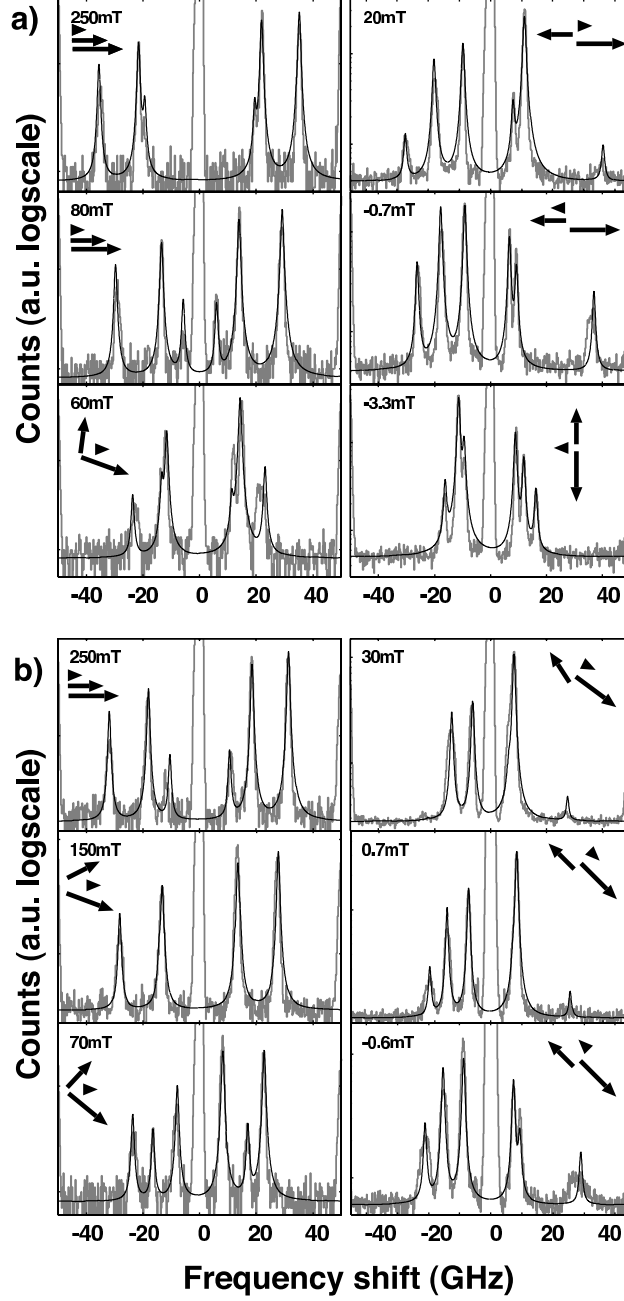 a)
250mT
20mT
80mT
-0.7mT
60mT
-3.3mT
Counts (a.u. logscale)
-40 -20 0 20 40
-40 -20 0 20 40
b)
250mT
30mT
150mT
0.7mT
70mT
-0.6mT
Counts (a.u. logscale)
-40 -20 0 20 40
-40 -20 0 20 40
Frequency shift (GHz)